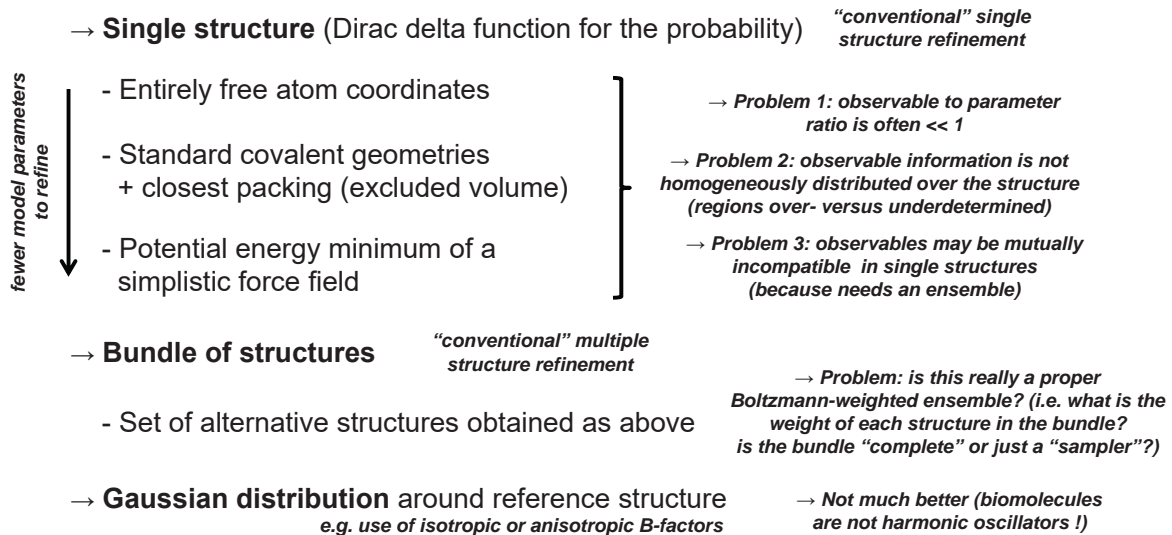 → Single structure (Dirac delta function for the probability)
“conventional” single
structure refinement
fewer model parameters
to refine
- Entirely free atom coordinates
- Standard covalent geometries
+ closest packing (excluded volume)
- Potential energy minimum of a
simplistic force field
→ Problem 1: observable to parameter
ratio is often << 1
→ Problem 2: observable information is not
homogeneously distributed over the structure
(regions over- versus underdetermined)
→ Problem 3: observables may be mutually
incompatible in single structures
(because needs an ensemble)
→ Bundle of structures
“conventional” multiple
structure refinement
- Set of alternative structures obtained as above
→ Problem: is this really a proper
Boltzmann-weighted ensemble? (i.e. what is the
weight of each structure in the bundle?
is the bundle “complete” or just a “sampler”?)
→ Gaussian distribution around reference structure
e.g. use of isotropic or anisotropic B-factors
→ Not much better (biomolecules
are not harmonic oscillators !)